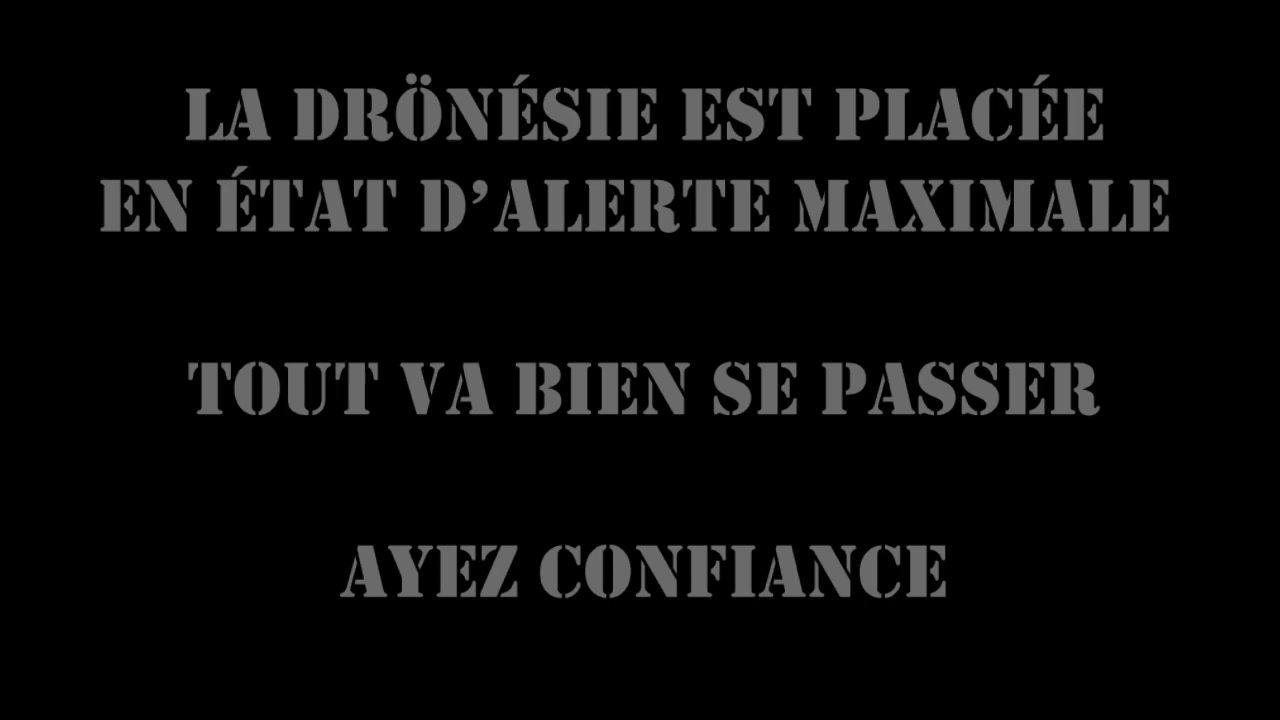 LA DRÖNÉSIE EST PLACÉE
EN ÉTAT D’ALERTE MAXIMALE
TOUT VA BIEN SE PASSER
AYEZ CONFIANCE